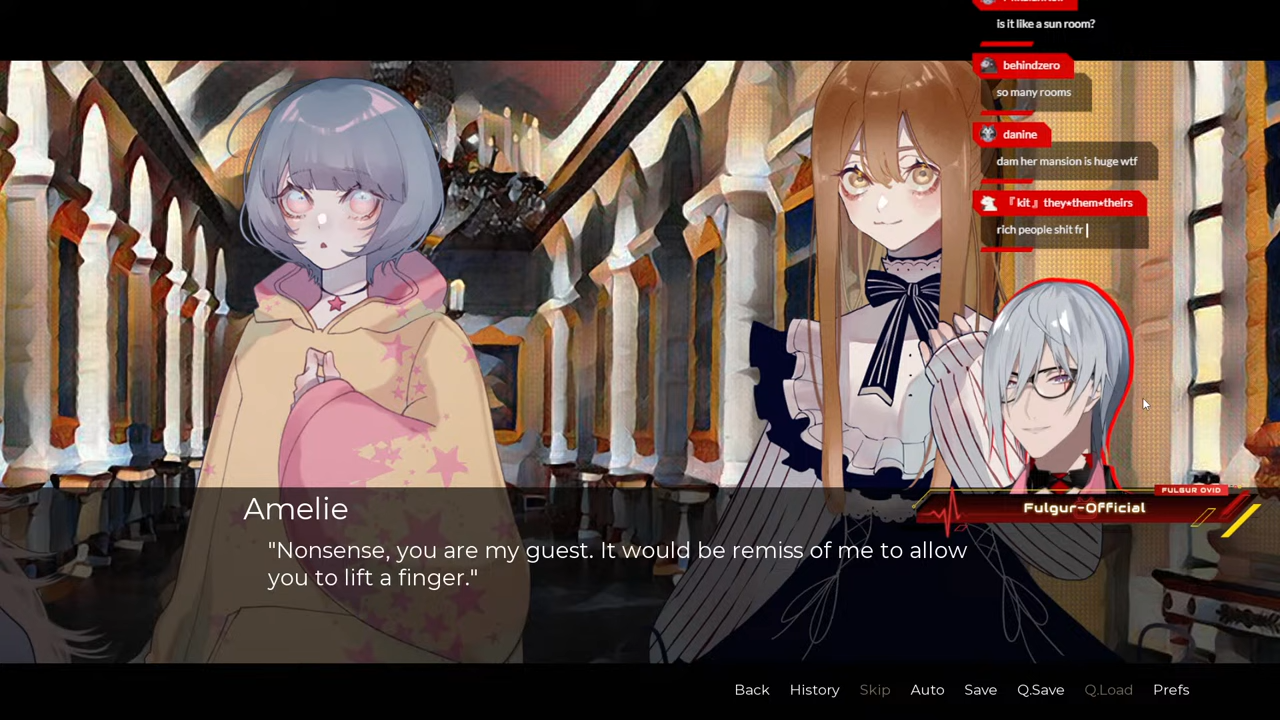 is it like a sun room?
behindzero
so many rooms
danine
dam her mansion is huge wtf
『 kit 』 they★them★theirs
rich people shit fr
FULGUR OVID
Fulgur-Official
Amelie
"Nonsense, you are my guest. It would be remiss of me to allow
you to lift a finger."
Back History Skip Auto Save Q.Save Q.Load Prefs